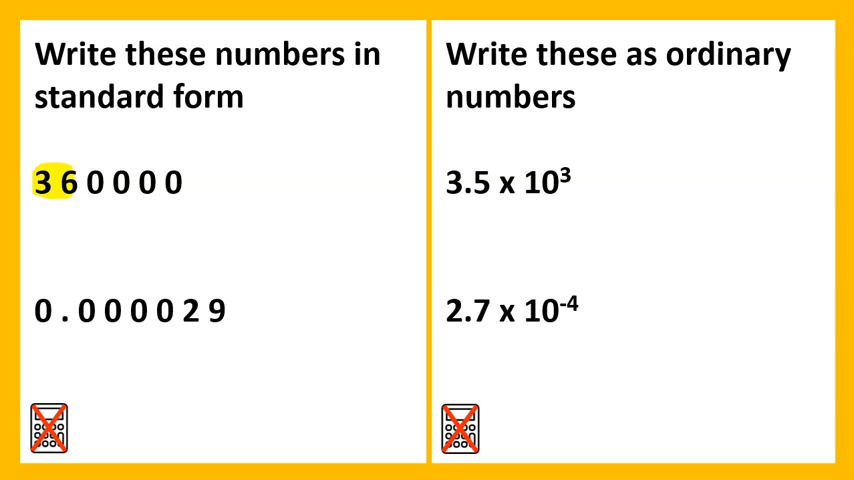 Write these numbers in
standard form
3 6 0 0 0 0
0 . 0 0 0 0 2 9
Write these as ordinary
numbers
3.5 x 10³
2.7 x 10⁻⁴